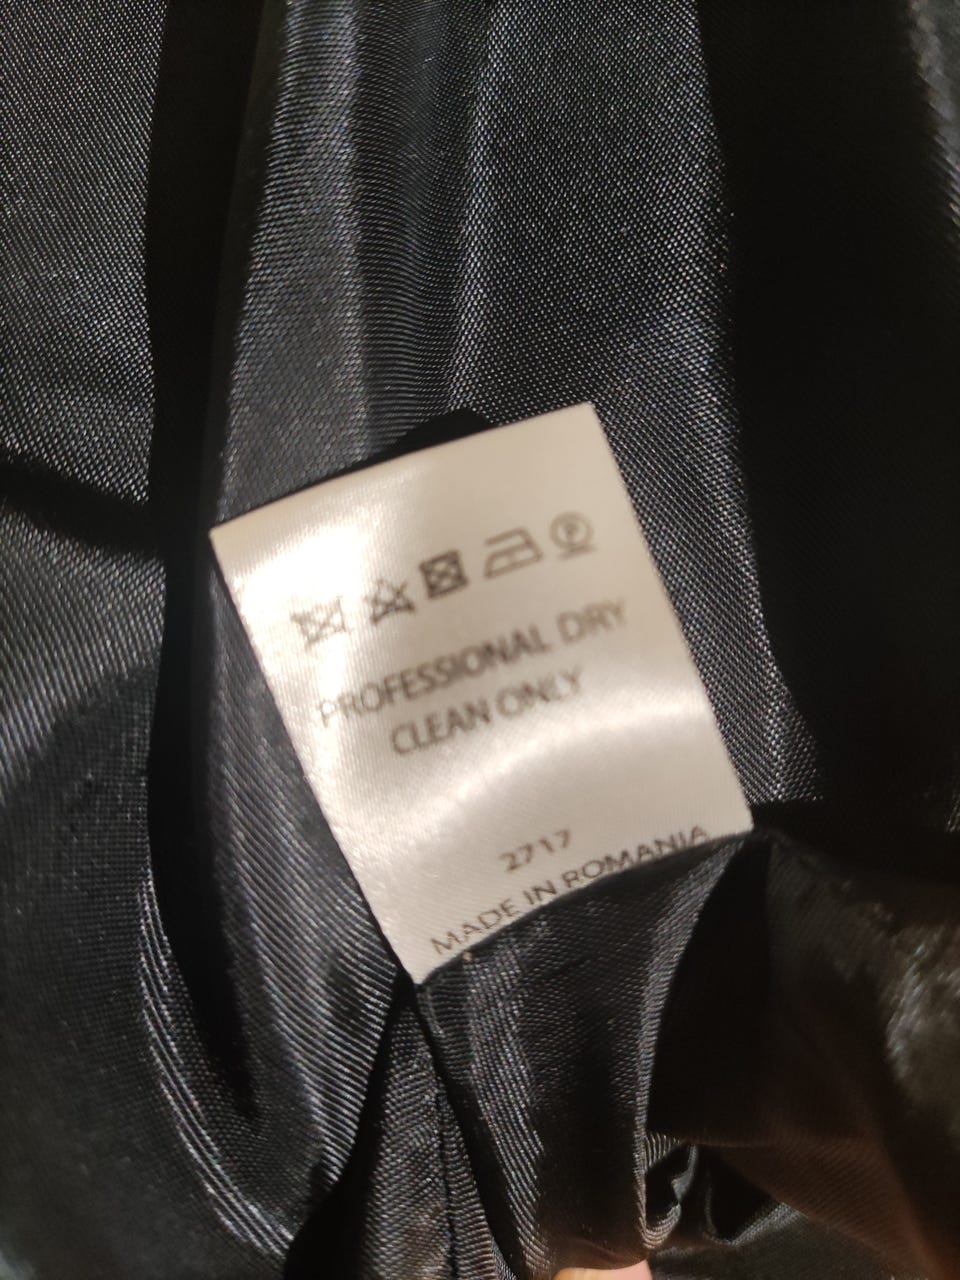 P
PROFESSIONAL DRY
CLEAN ONLY
2717
MADE IN ROMANIA